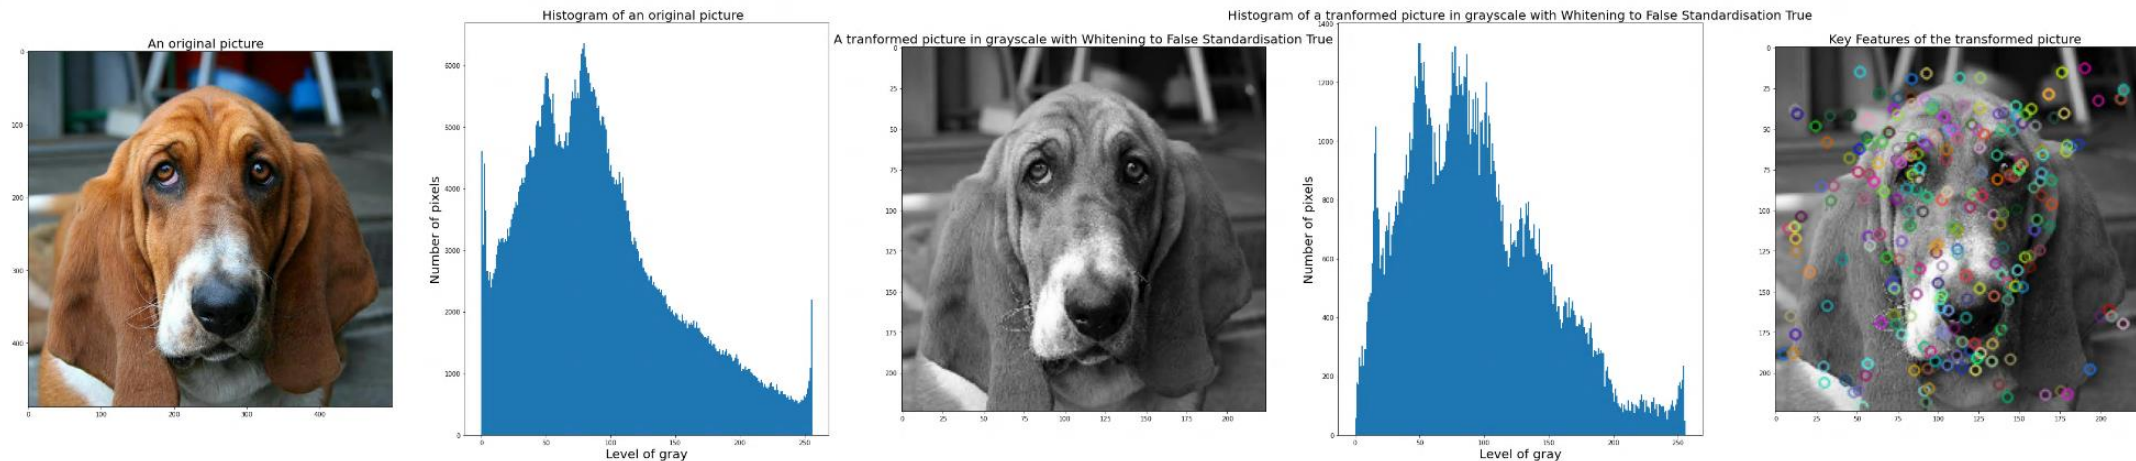 An original picture
0
100
200
300
400
0 100 200 300 400
Histogram of an original picture
Number of pixels
6000
5000
4000
3000
2000
1000
0
0 50 100 150 200 250
Level of gray
A tranformed picture in grayscale with Whitening to False Standardisation True
0
25
50
75
100
125
150
175
200
0 25 50 75 100 125 150 175 200
Histogram of a tranformed picture in grayscale with Whitening to False Standardisation True
Number of pixels
1400
1200
1000
800
600
400
200
0
0 50 100 150 200 250
Level of gray
Key Features of the transformed picture
0
25
50
75
100
125
150
175
200
0 25 50 75 100 125 150 175 200